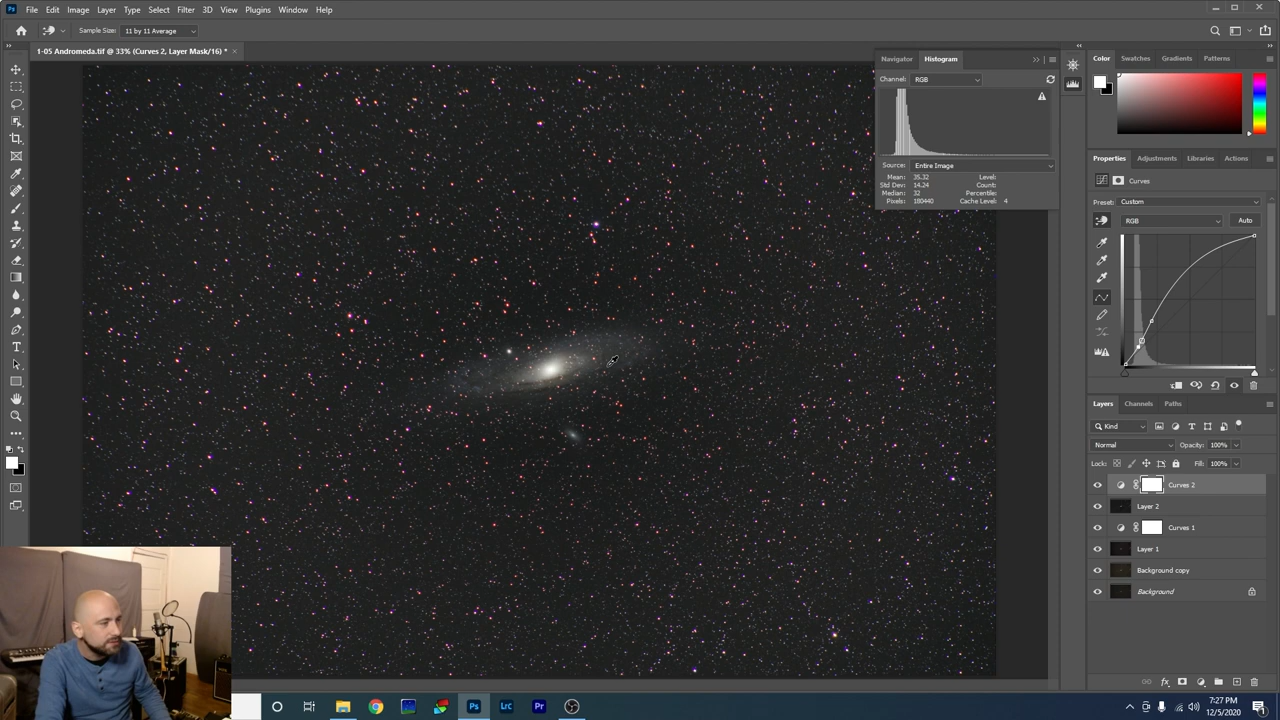 Ps File Edit Image Layer Type Select Filter 3D View Plugins Window Help
Sample Size: 11 by 11 Average
1-05 Andromeda.tif @ 33% (Curves 2, Layer Mask/16) *
Navigator Histogram
Channel: RGB
Source: Entire Image
Mean: 35.32 Level:
Std Dev: 14.24 Count:
Median: 32 Percentile:
Pixels: 180440 Cache Level: 4
Color Swatches Gradients Patterns
Properties Adjustments Libraries Actions
Curves
Preset: Custom
RGB Auto
Layers Channels Paths
Kind
Normal Opacity: 100%
Lock: Fill: 100%
Curves 2
Layer 2
Curves 1
Layer 1
Background copy
Background
Ps LrC Pr
7:27 PM
12/5/2020